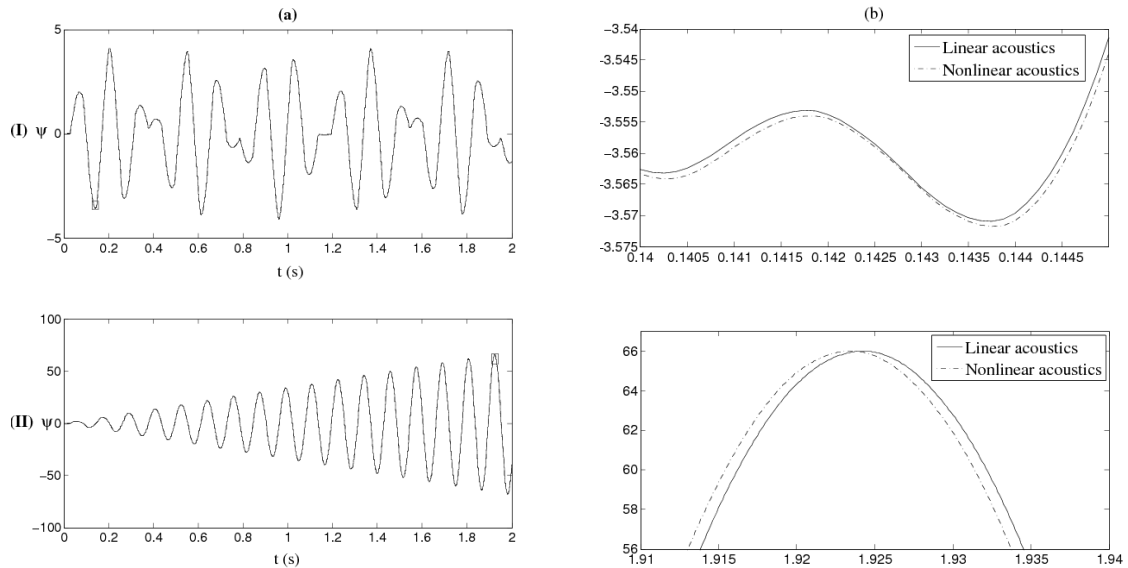 (a)
5
(I) ψ 0
-5
0 0.2 0.4 0.6 0.8 1 1.2 1.4 1.6 1.8 2
t (s)
(b)
-3.54
-3.545
-3.55
-3.555
-3.56
-3.565
-3.57
-3.575
Linear acoustics
Nonlinear acoustics
0.14 0.1405 0.141 0.1415 0.142 0.1425 0.143 0.1435 0.144 0.1445
100
50
(II) ψ 0
-50
-100
0 0.2 0.4 0.6 0.8 1 1.2 1.4 1.6 1.8 2
t (s)
66
64
62
60
58
56
Linear acoustics
Nonlinear acoustics
1.91 1.915 1.92 1.925 1.93 1.935 1.94